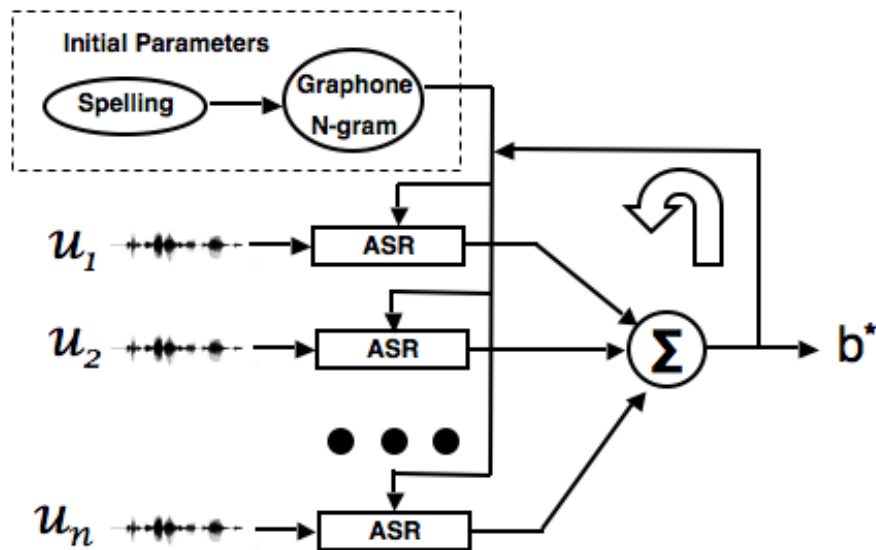 Initial Parameters
Spelling
Graphone
N-gram
u1
ASR
u2
ASR
Σ
b*
un
ASR